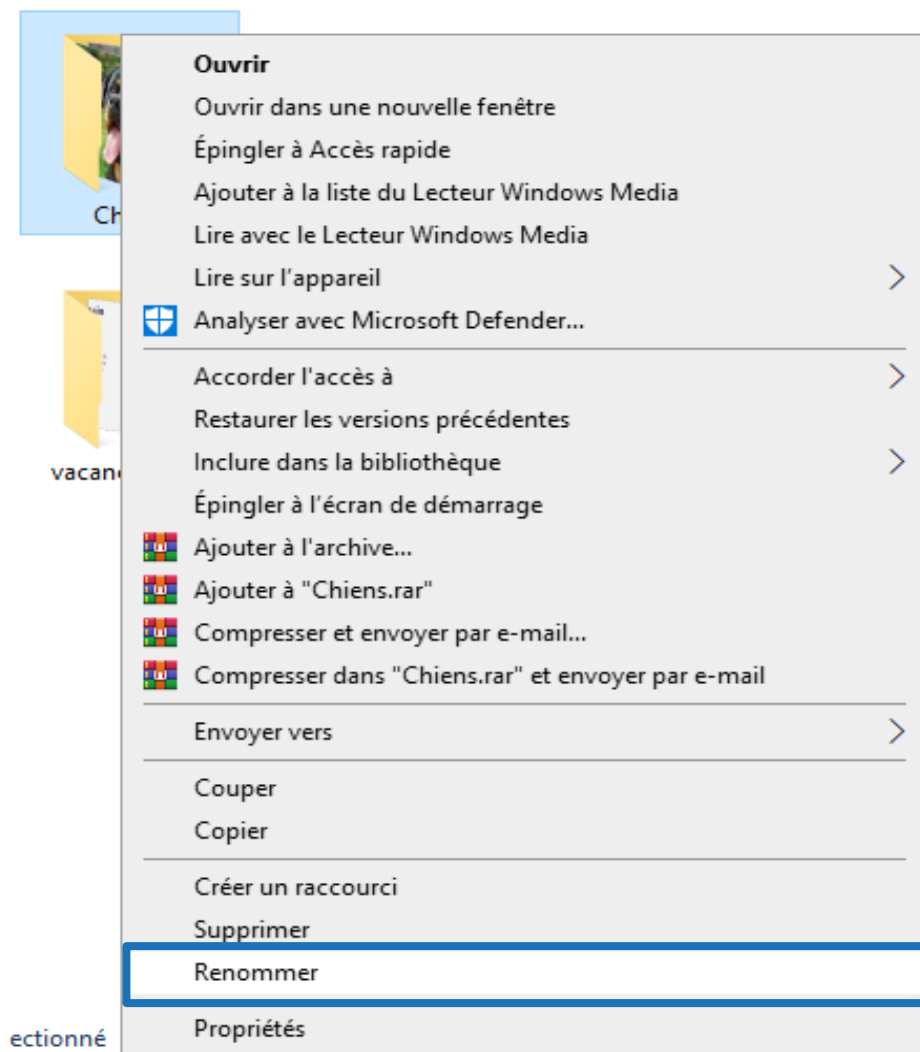 Ouvrir
Ouvrir dans une nouvelle fenêtre
Épingler à Accès rapide
Ajouter à la liste du Lecteur Windows Media
Lire avec le Lecteur Windows Media
Lire sur l'appareil
Analyser avec Microsoft Defender...
Accorder l'accès à
Restaurer les versions précédentes
Inclure dans la bibliothèque
Épingler à l'écran de démarrage
Ajouter à l'archive...
Ajouter à "Chiens.rar"
Compresser et envoyer par e-mail...
Compresser dans "Chiens.rar" et envoyer par e-mail
Envoyer vers
Couper
Copier
Créer un raccourci
Supprimer
Renommer
Propriétés
Ch
vacan
ectionné